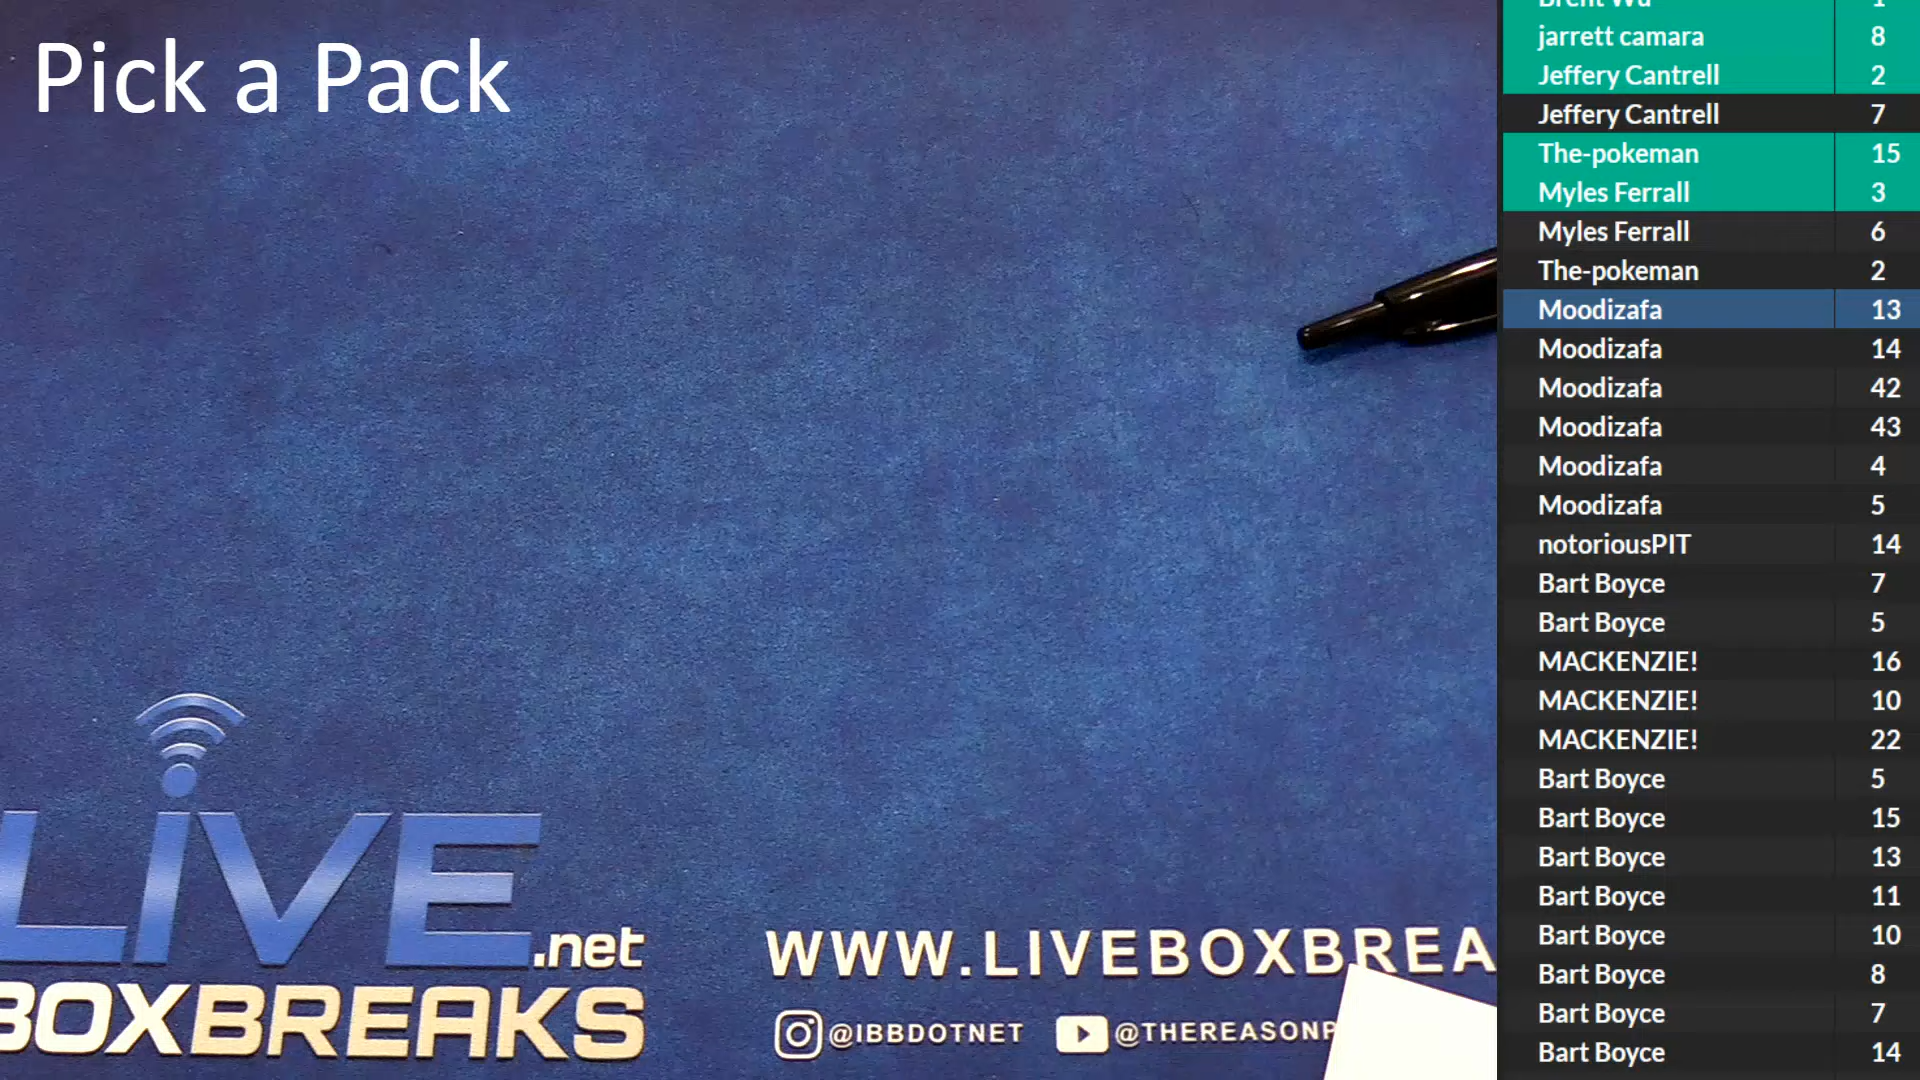 Pick a Pack
Brent Wu 1
jarrett camara 8
Jeffery Cantrell 2
Jeffery Cantrell 7
The-pokeman 15
Myles Ferrall 3
Myles Ferrall 6
The-pokeman 2
Moodizafa 13
Moodizafa 14
Moodizafa 42
Moodizafa 43
Moodizafa 4
Moodizafa 5
notoriousPIT 14
Bart Boyce 7
Bart Boyce 5
MACKENZIE! 16
MACKENZIE! 10
MACKENZIE! 22
Bart Boyce 5
Bart Boyce 15
Bart Boyce 13
Bart Boyce 11
Bart Boyce 10
Bart Boyce 8
Bart Boyce 7
Bart Boyce 14
LIVE.net
BOXBREAKS
WWW.LIVEBOXBREA
@IBBDOTNET @THEREASONP